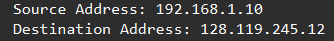 Source Address: 192.168.1.10
Destination Address: 128.119.245.12